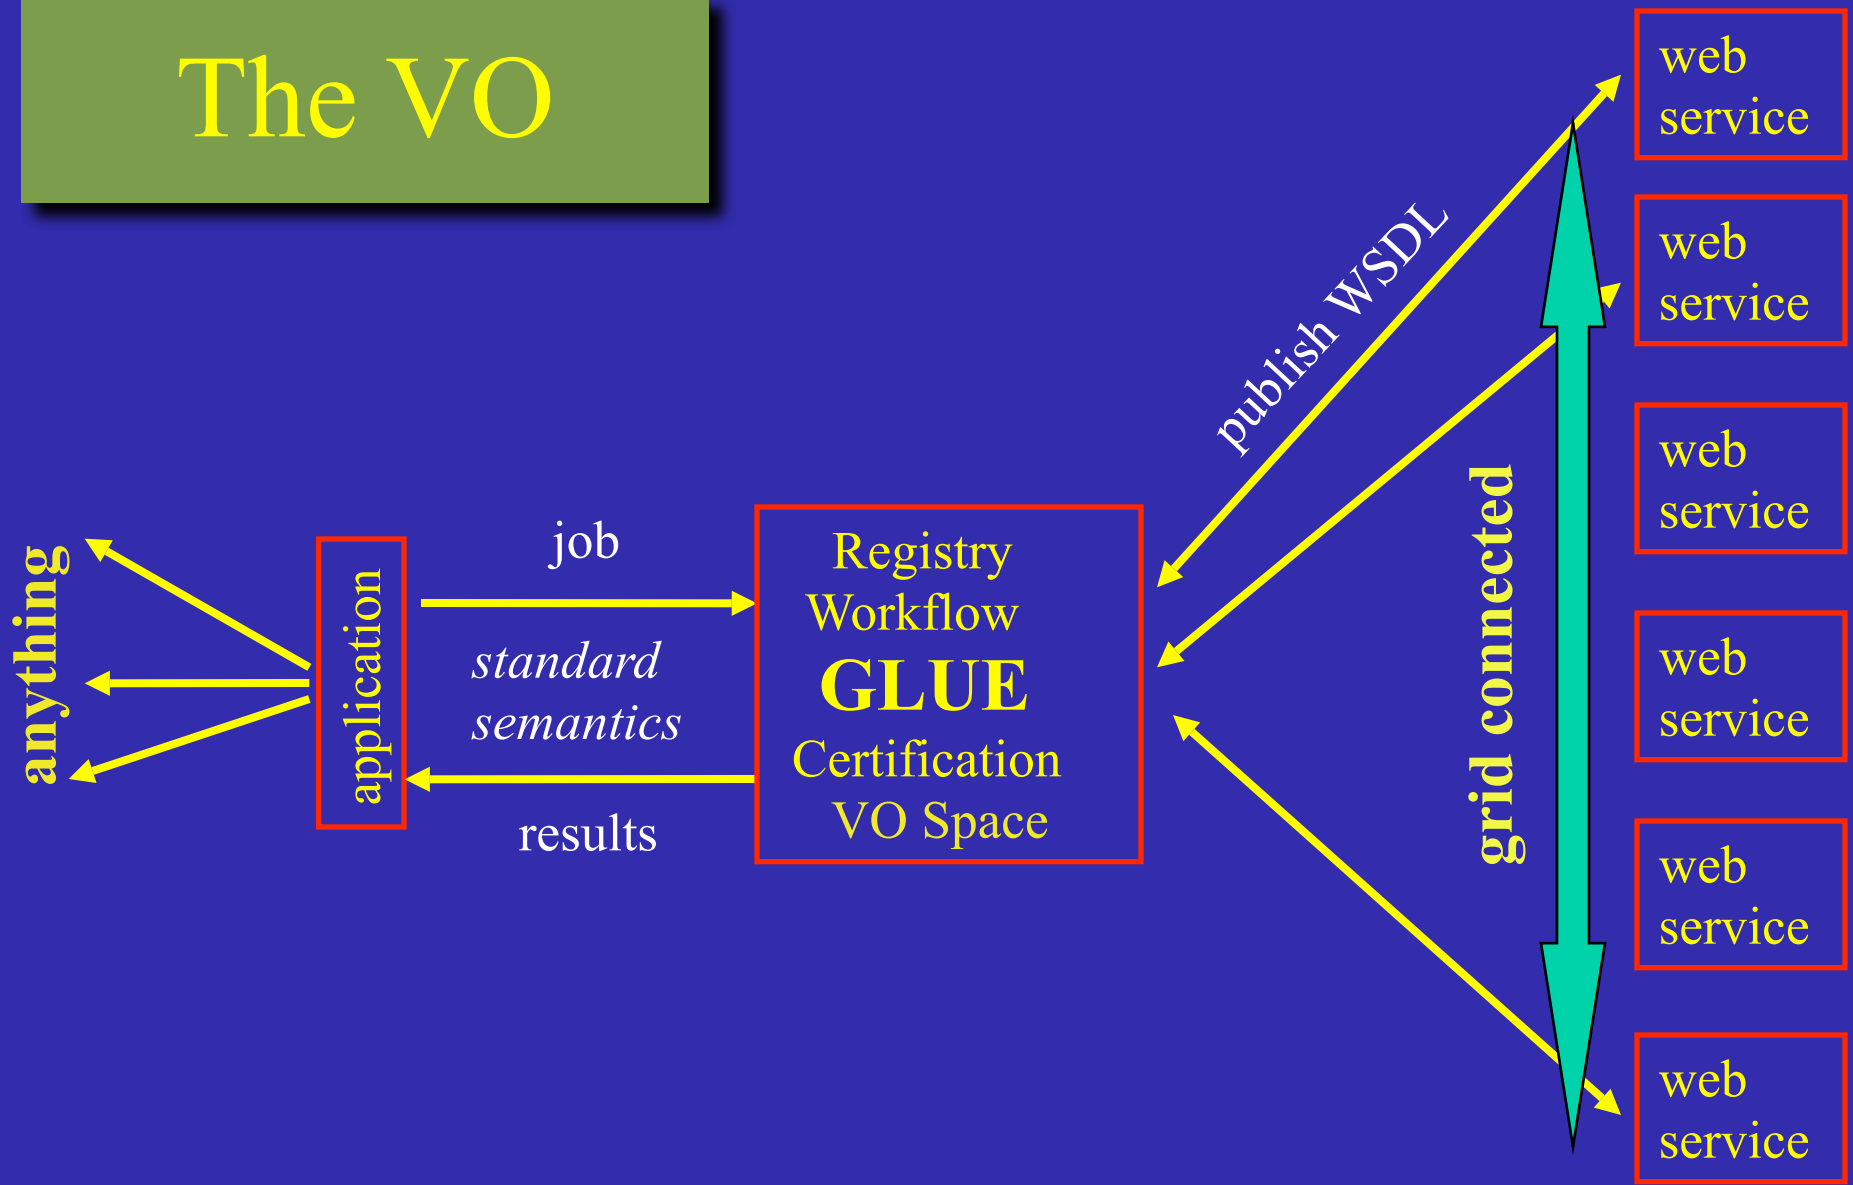 The VO
anything
application
job
standard
semantics
results
Registry
Workflow
GLUE
Certification
VO Space
publish WSDL
grid connected
web
service
web
service
web
service
web
service
web
service
web
service